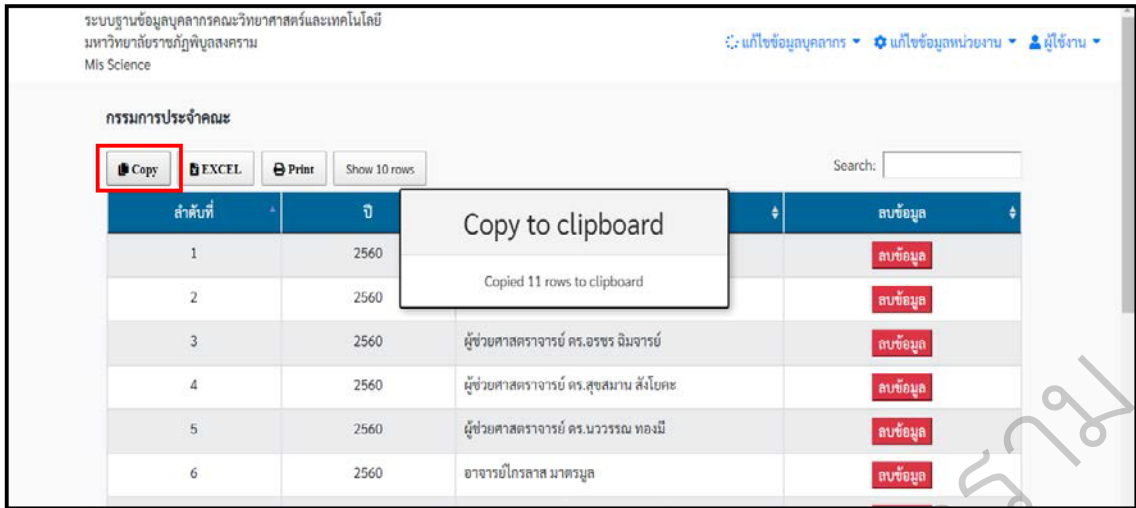 ระบบฐานข้อมูลบุคลากรคณะวิทยาศาสตร์และเทคโนโลยี
มหาวิทยาลัยราชภัฏพิบูลสงคราม
Mis Science
แก้ไขข้อมูลบุคลากร แก้ไขข้อมูลหน่วยงาน ผู้ใช้งาน
กรรมการประจำคณะ
Copy EXCEL Print Show 10 rows Search:
ลำดับที่ ปี ลบข้อมูล
Copy to clipboard
Copied 11 rows to clipboard
1 2560 ลบข้อมูล
2 2560 ลบข้อมูล
3 2560 ผู้ช่วยศาสตราจารย์ ดร.อรชร ฉิมจารย์ ลบข้อมูล
4 2560 ผู้ช่วยศาสตราจารย์ ดร.สุขสมาน สังโยคะ ลบข้อมูล
5 2560 ผู้ช่วยศาสตราจารย์ ดร.นววรรณ ทองมี ลบข้อมูล
6 2560 อาจารย์ไกรลาส มาตรมูล ลบข้อมูล